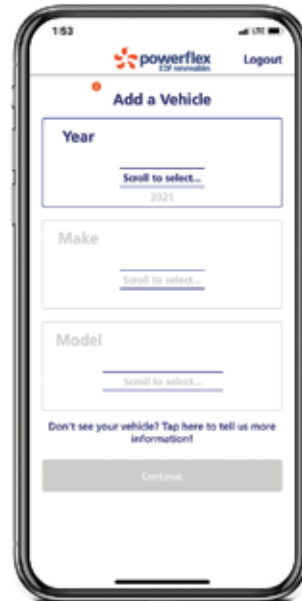 1:53
LTE
powerflex
EDF renewables
Logout
Add a Vehicle
Year
Scroll to select...
2021
Make
Scroll to select...
Model
Scroll to select...
Don't see your vehicle? Tap here to tell us more
information!
Continue